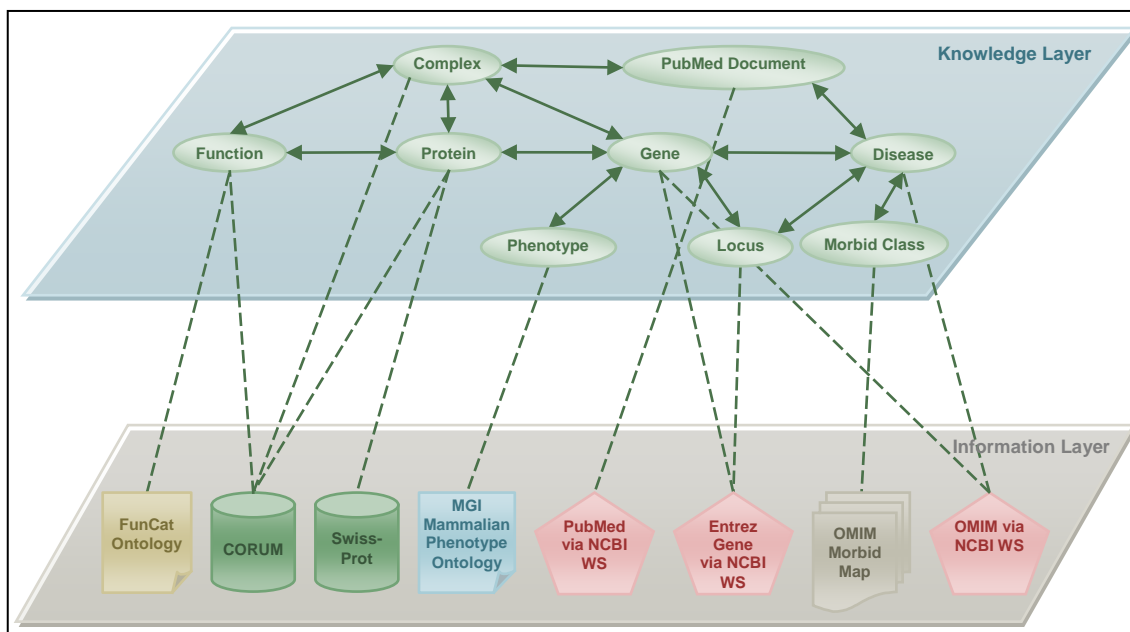 Knowledge Layer
Complex
PubMed Document
Function
Protein
Gene
Disease
Phenotype
Locus
Morbid Class
Information Layer
FunCat
Ontology
CORUM
Swiss-
Prot
MGI
Mammalian
Phenotype
Ontology
PubMed
via NCBI
WS
Entrez
Gene
via NCBI
WS
OMIM
Morbid
Map
OMIM via
NCBI WS